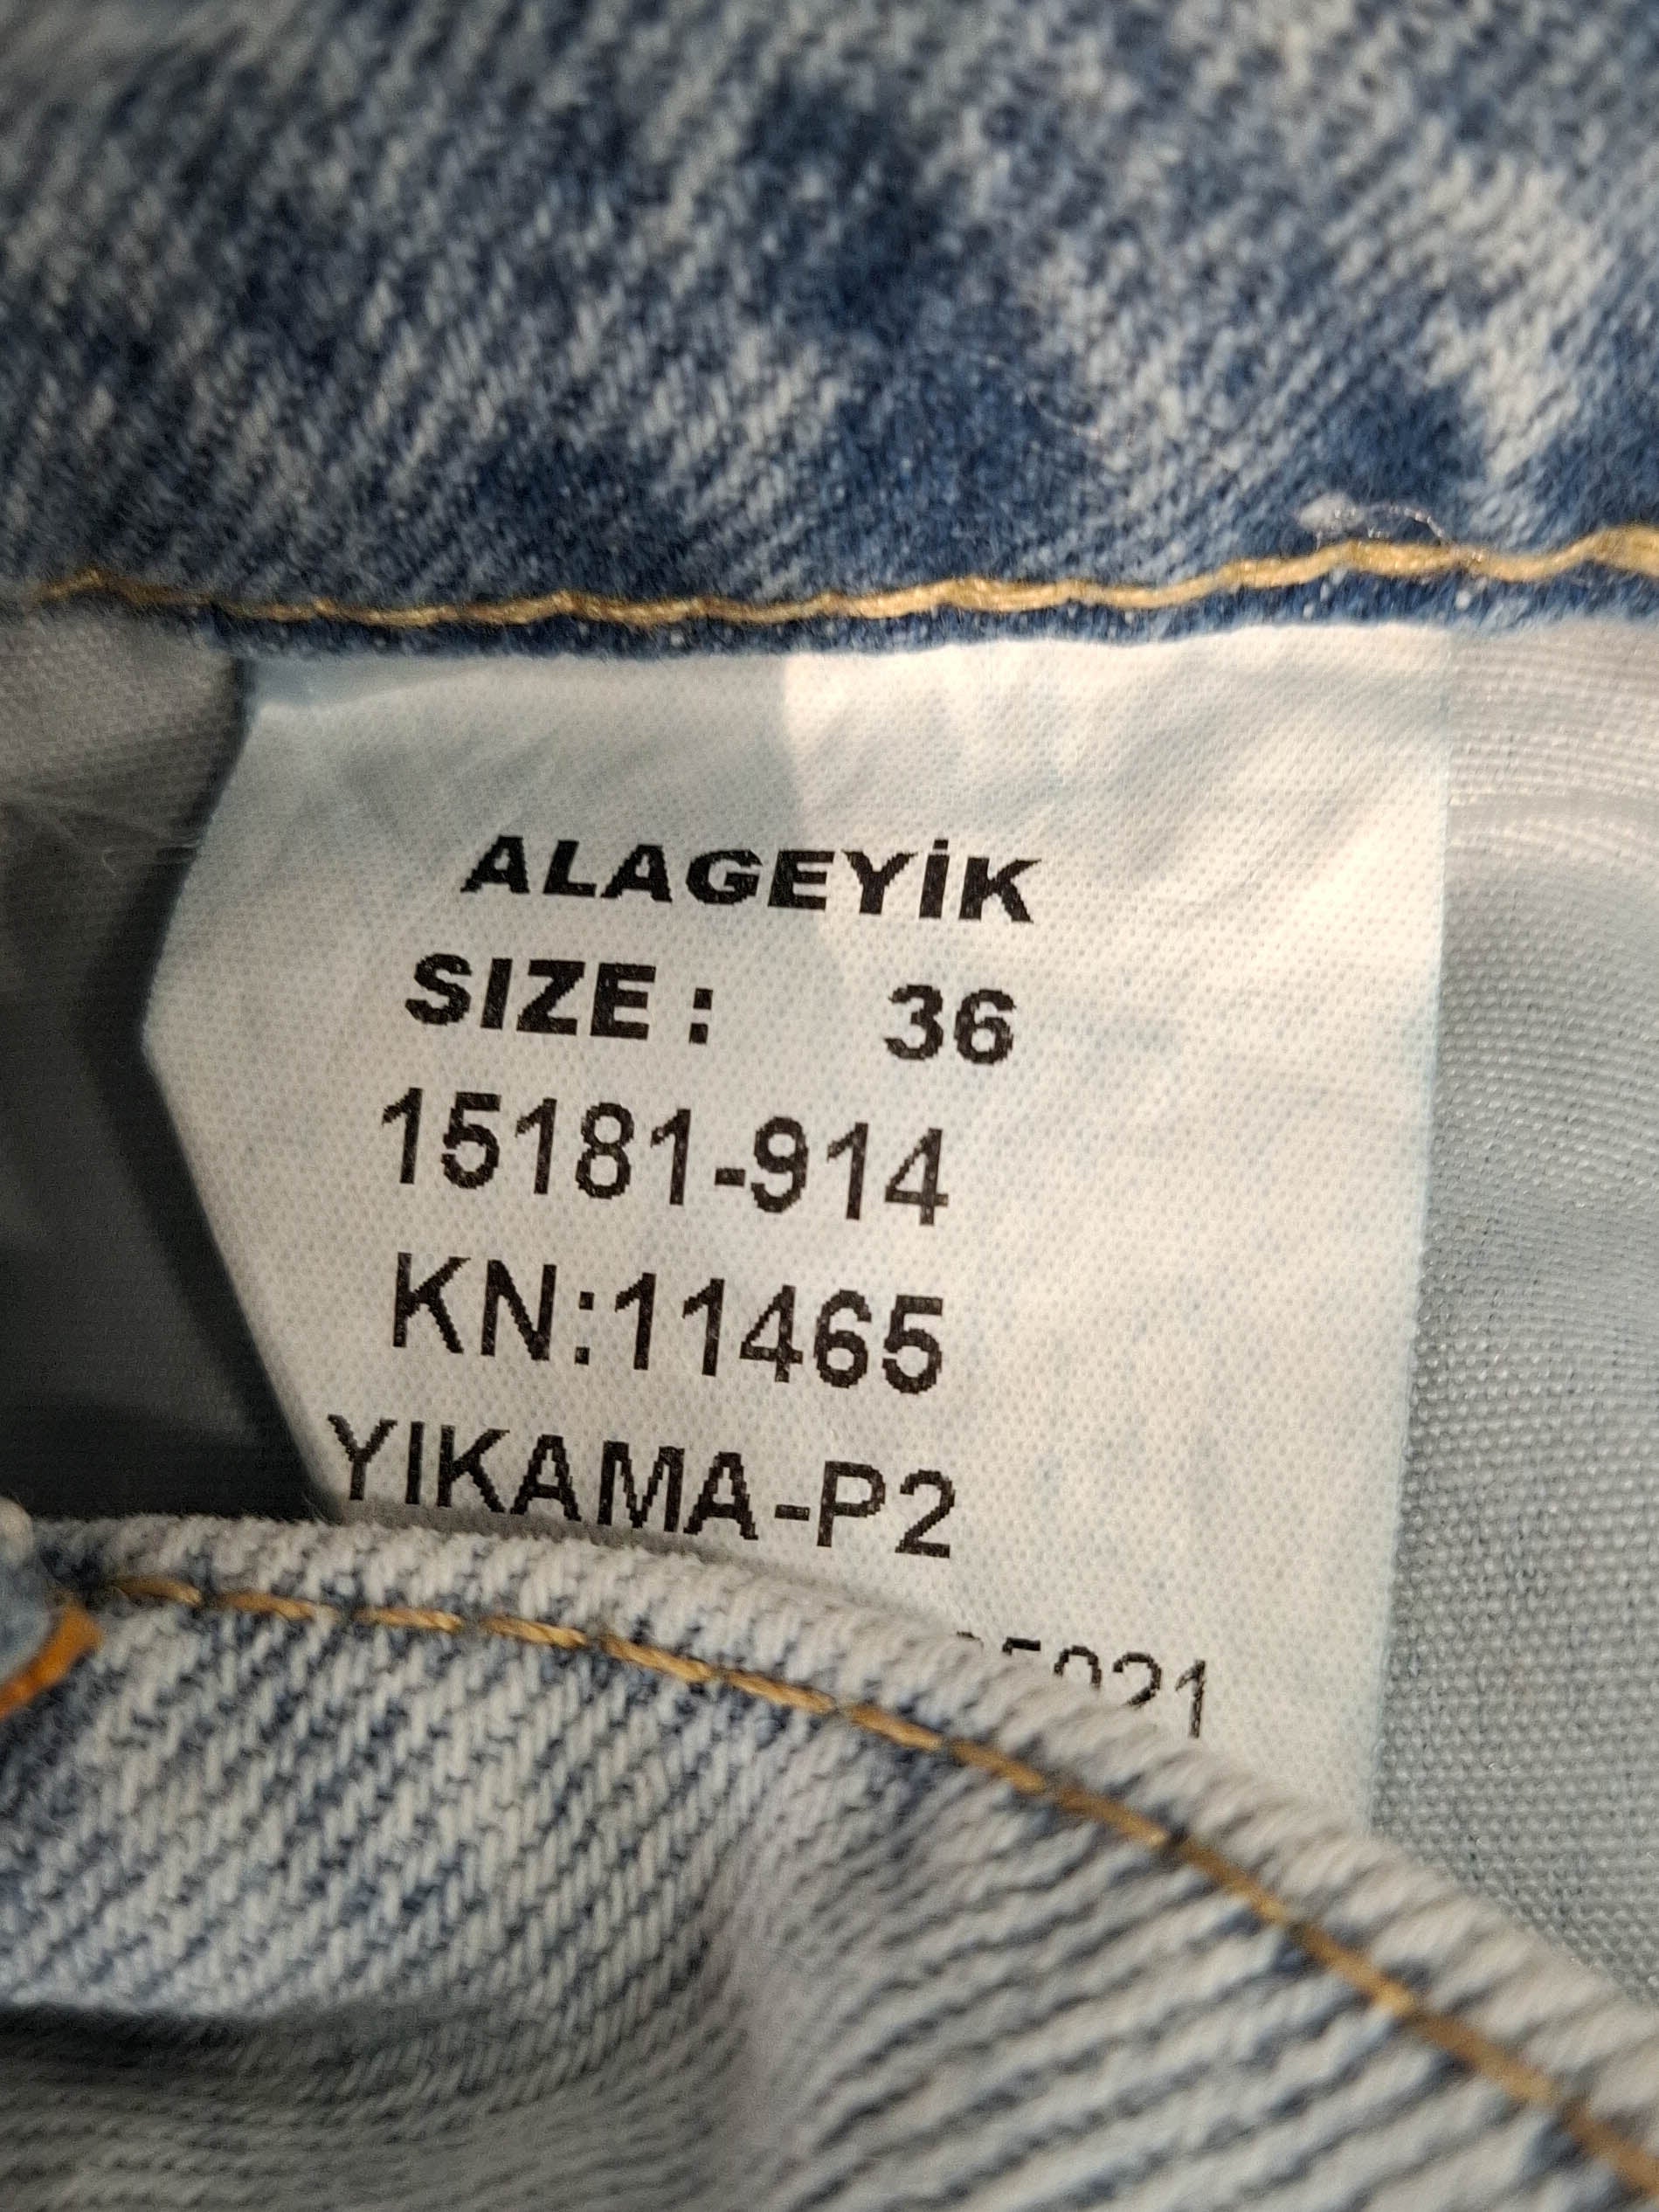 ALAGEYİK
SIZE : 36
15181-914
KN:11465
YIKAMA-P2